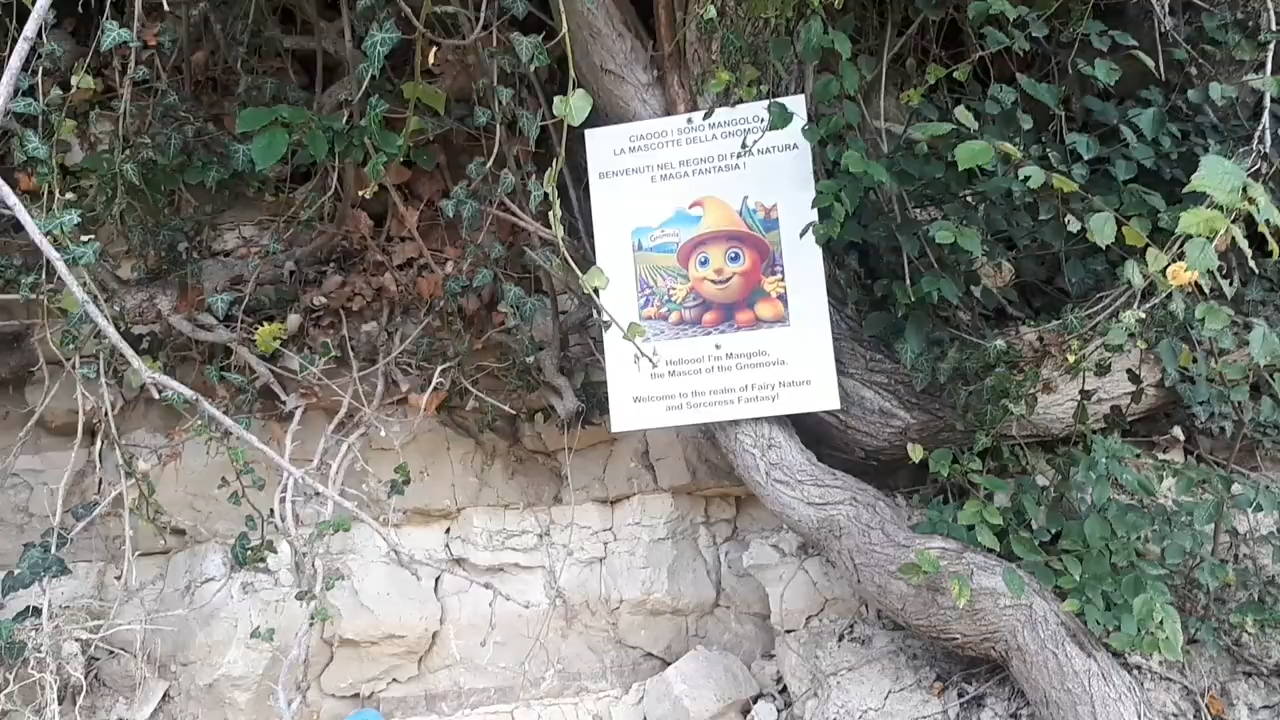 CIAOOO ! SONO MANGOLO,
LA MASCOTTE DELLA GNOMOVIA
BENVENUTI NEL REGNO DI FATA NATURA
E MAGA FANTASIA !
Gnomovia
Hellooo! I'm Mangolo,
the Mascot of the Gnomovia.
Welcome to the realm of Fairy Nature
and Sorceress Fantasy!